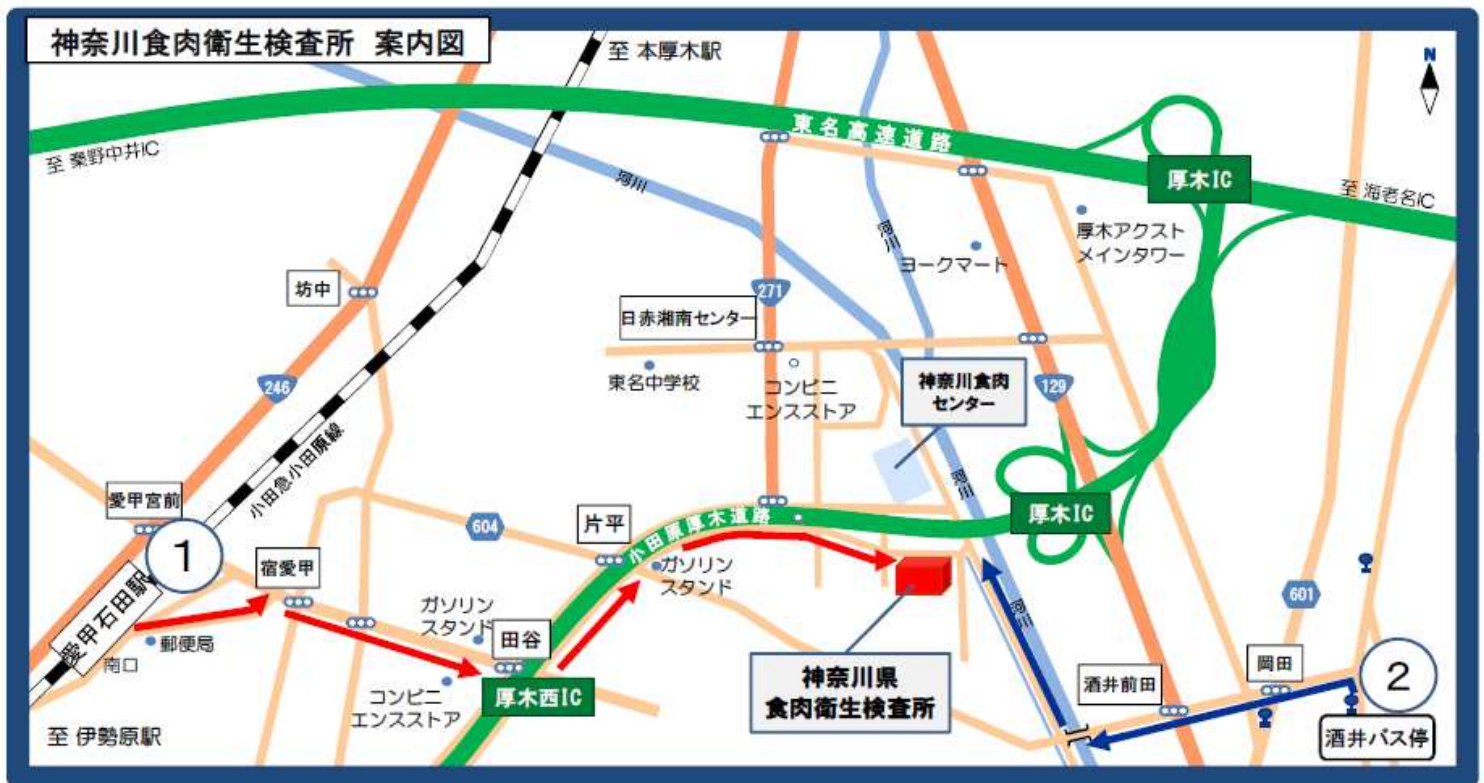 神奈川食肉衛生検査所 案内図
至 本厚木駅
N
至 秦野中井IC
東名高速道路
厚木IC
至 海老名IC
河川
河川
厚木アクスト
メインタワー
ヨークマート
坊中
271
日赤湘南センター
東名中学校
コンビニ
エンスストア
神奈川食肉
センター
129
246
小田急小田原線
愛甲宮前
604
片平
小田原厚木道路
河川
厚木IC
1
宿愛甲
ガソリン
スタンド
ガソリン
スタンド
愛甲石田駅
郵便局
南口
田谷
河川
601
コンビニ
エンスストア
厚木西IC
神奈川県
食肉衛生検査所
酒井前田
岡田
2
酒井バス停
至 伊勢原駅